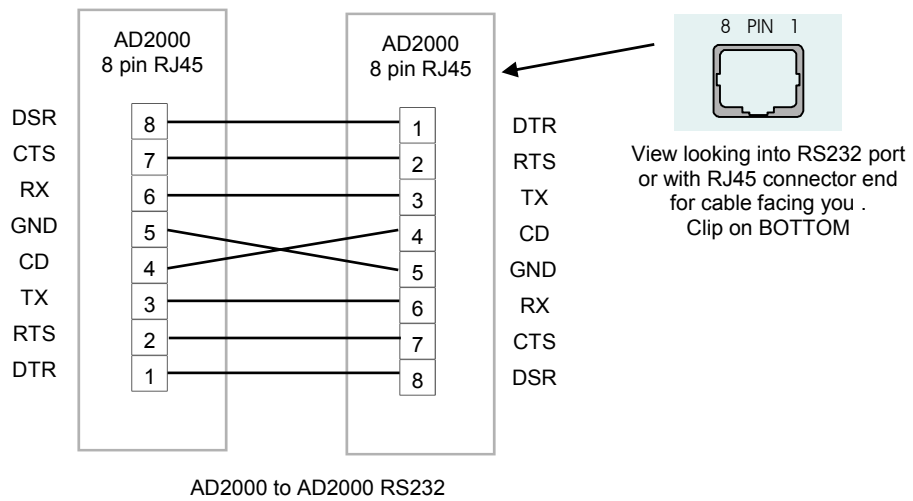 AD2000
8 pin RJ45
DSR
CTS
RX
GND
CD
TX
RTS
DTR
8
7
6
5
4
3
2
1
AD2000
8 pin RJ45
1
2
3
4
5
6
7
8
DTR
RTS
TX
CD
GND
RX
CTS
DSR
8 PIN 1
View looking into RS232 port
or with RJ45 connector end
for cable facing you .
Clip on BOTTOM
AD2000 to AD2000 RS232